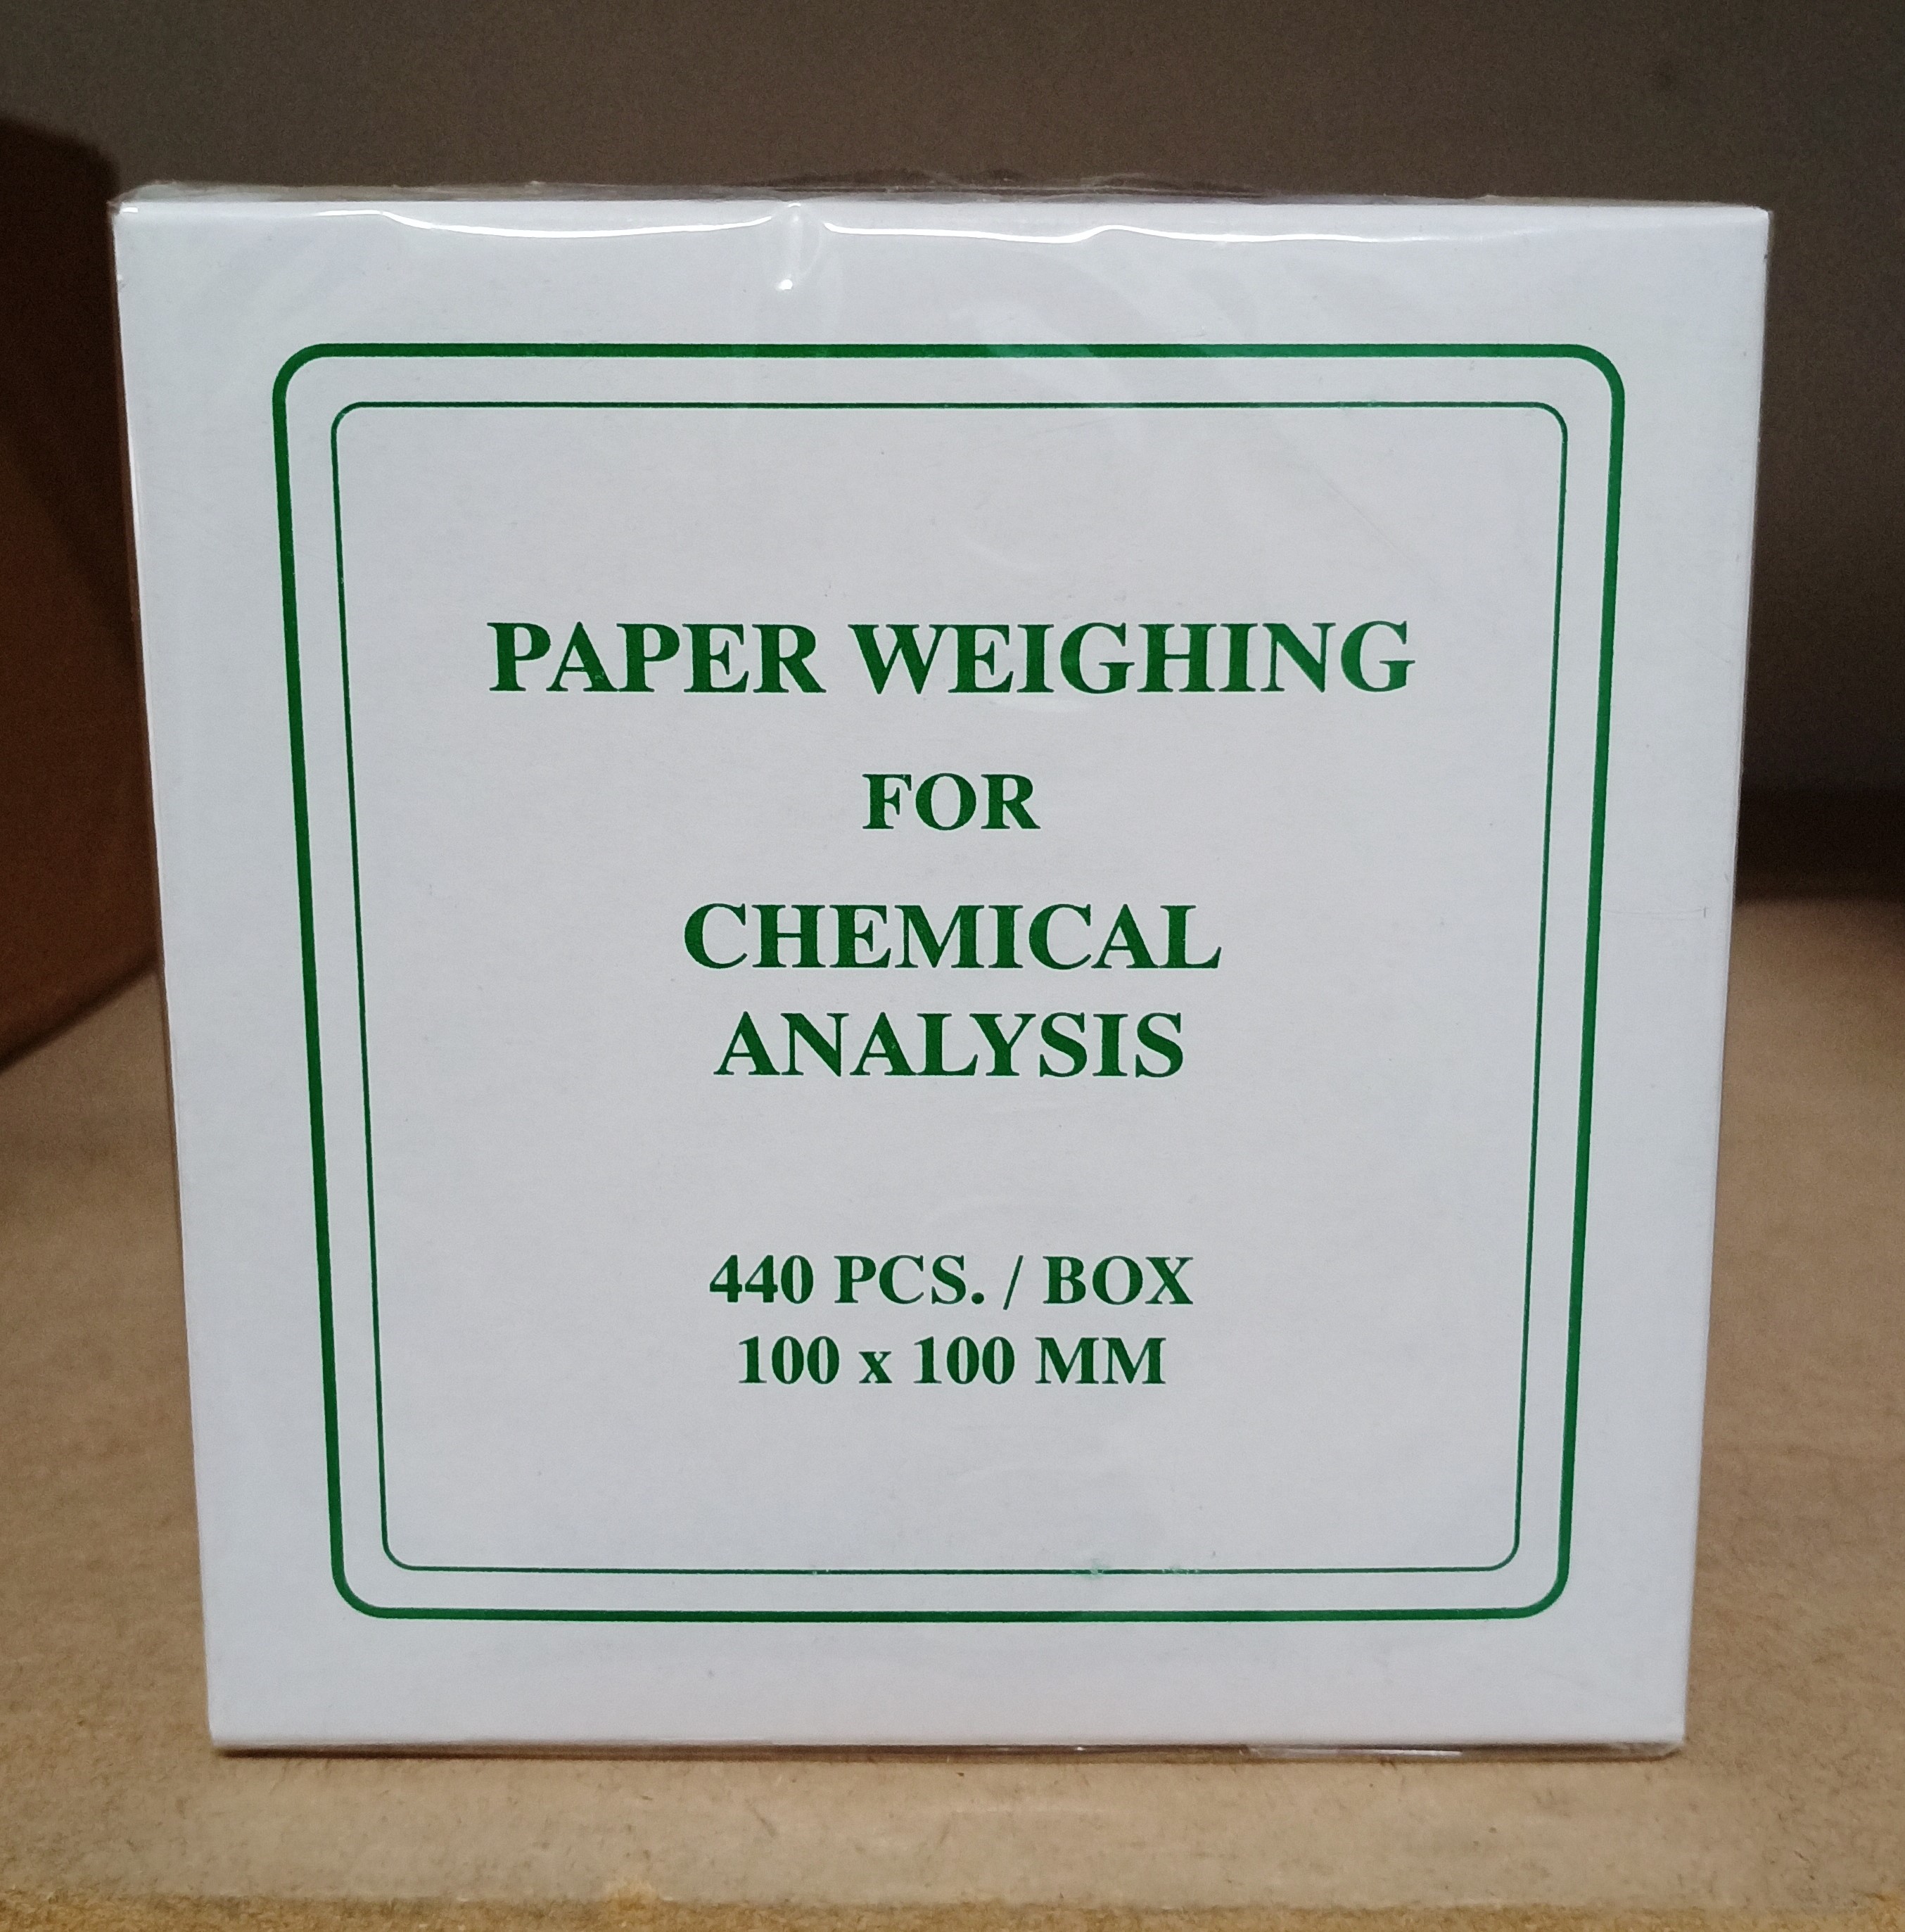 PAPER WEIGHING
FOR
CHEMICAL
ANALYSIS
440 PCS. / BOX
100 x 100 MM